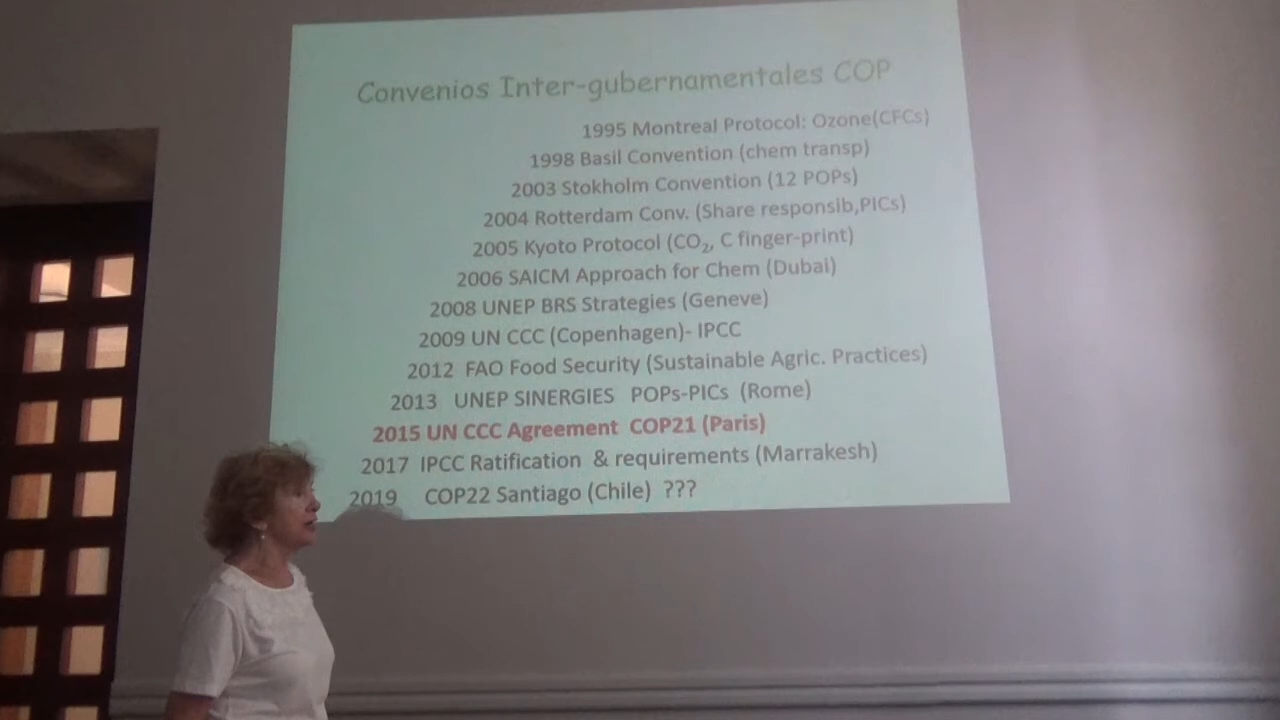 Convenios Inter-gubernamentales COP
1995 Montreal Protocol: Ozone(CFCs)
1998 Basil Convention (chem transp)
2003 Stokholm Convention (12 POPs)
2004 Rotterdam Conv. (Share responsib,PICs)
2005 Kyoto Protocol (CO₂, C finger-print)
2006 SAICM Approach for Chem (Dubai)
2008 UNEP BRS Strategies (Geneve)
2009 UN CCC (Copenhagen)- IPCC
2012 FAO Food Security (Sustainable Agric. Practices)
2013 UNEP SINERGIES POPs-PICs (Rome)
2015 UN CCC Agreement COP21 (Paris)
2017 IPCC Ratification & requirements (Marrakesh)
2019 COP22 Santiago (Chile) ???